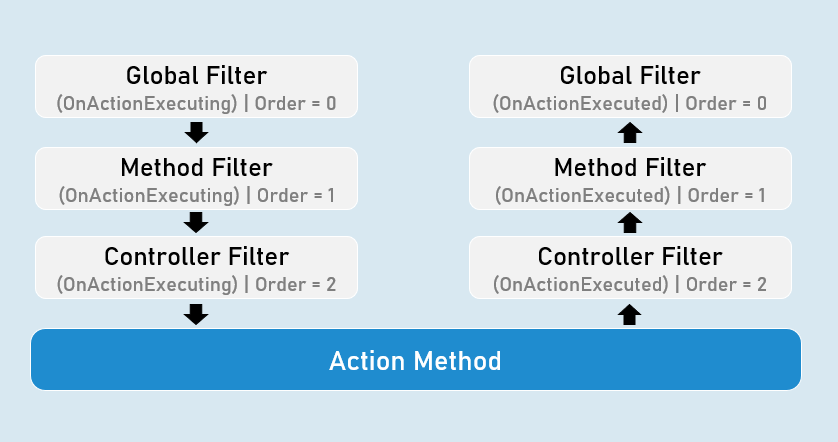 Global Filter
(OnActionExecuting) | Order = 0
Method Filter
(OnActionExecuting) | Order = 1
Controller Filter
(OnActionExecuting) | Order = 2
Global Filter
(OnActionExecuted) | Order = 0
Method Filter
(OnActionExecuted) | Order = 1
Controller Filter
(OnActionExecuted) | Order = 2
Action Method